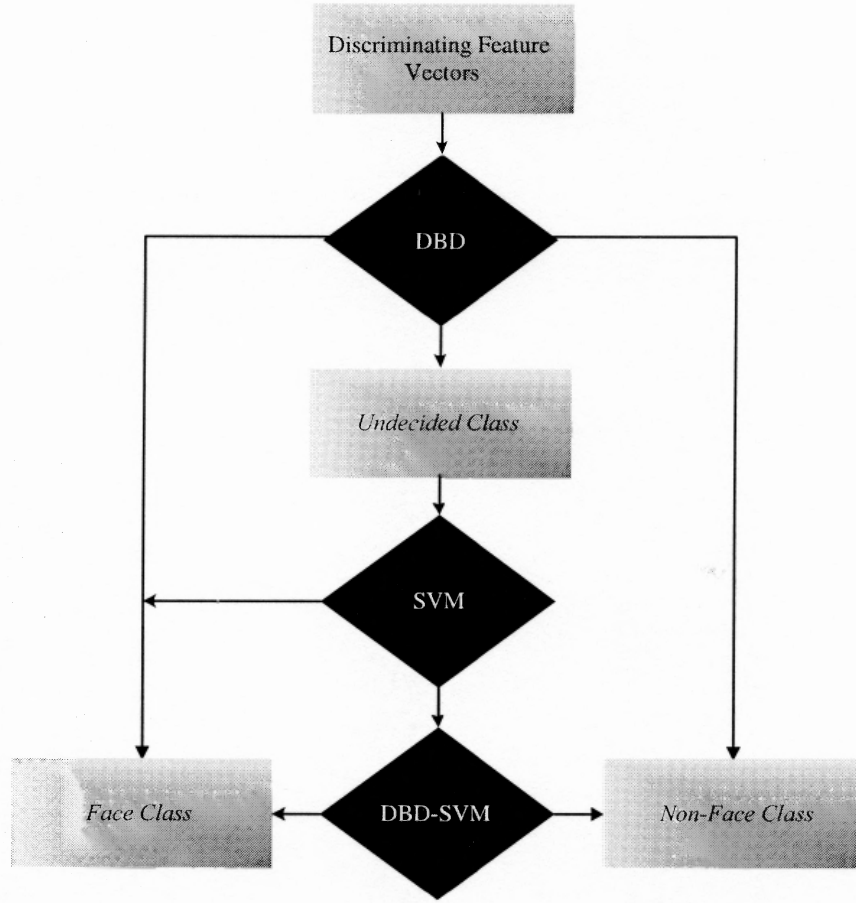 Discriminating Feature
Vectors
DBD
Undecided Class
SVM
Face Class
DBD-SVM
Non-Face Class